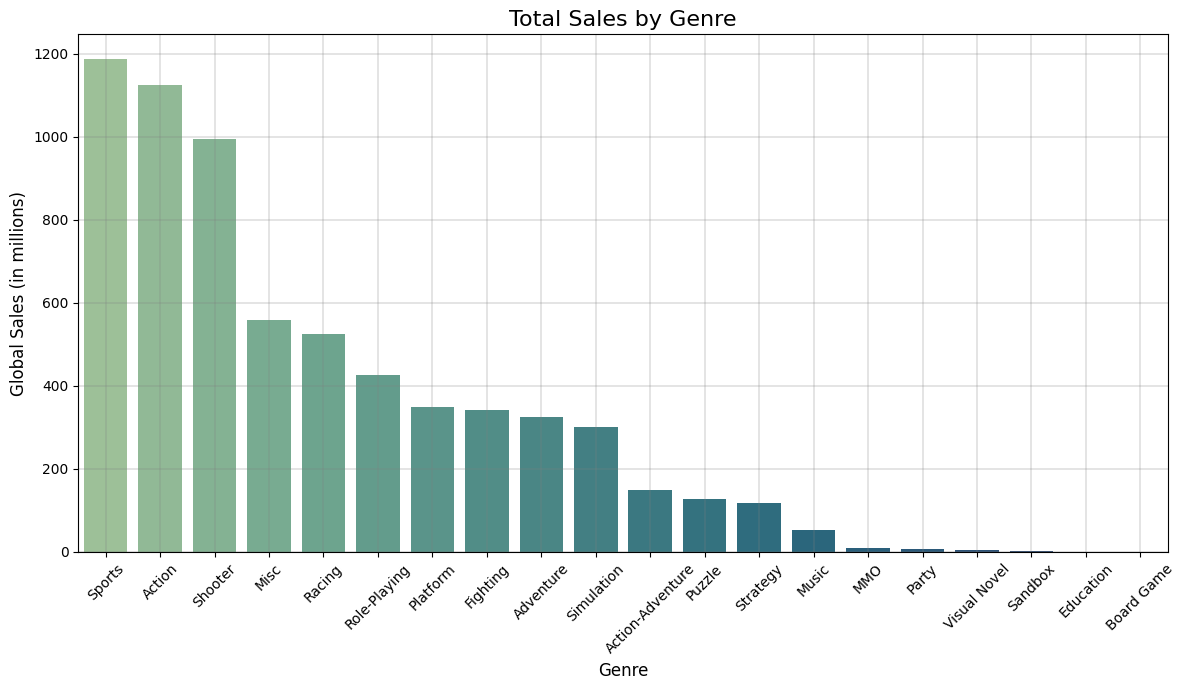 Total Sales by Genre
Global Sales (in millions)
1200
1000
800
600
400
200
0
Sports
Action
Shooter
Misc
Racing
Role-Playing
Platform
Fighting
Adventure
Simulation
Action-Adventure
Puzzle
Strategy
Music
MMO
Party
Visual Novel
Sandbox
Education
Board Game
Genre